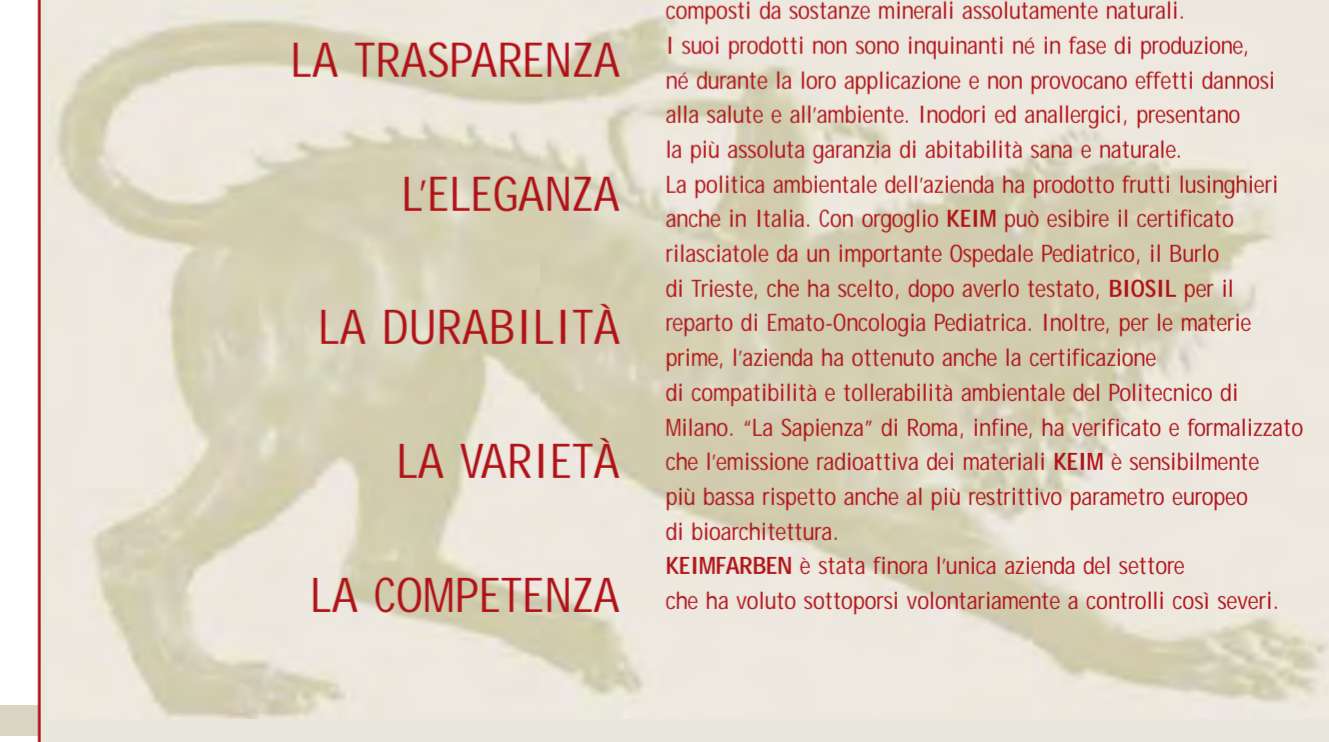 LA TRASPARENZA
L'ELEGANZA
LA DURABILITÀ
LA VARIETÀ
LA COMPETENZA
composti da sostanze minerali assolutamente naturali.
I suoi prodotti non sono inquinanti né in fase di produzione,
né durante la loro applicazione e non provocano effetti dannosi
alla salute e all'ambiente. Inodori ed anallergici, presentano
la più assoluta garanzia di abitabilità sana e naturale.
La politica ambientale dell'azienda ha prodotto frutti lusinghieri
anche in Italia. Con orgoglio KEIM può esibire il certificato
rilasciatole da un importante Ospedale Pediatrico, il Burlo
di Trieste, che ha scelto, dopo averlo testato, BIOSIL per il
reparto di Emato-Oncologia Pediatrica. Inoltre, per le materie
prime, l'azienda ha ottenuto anche la certificazione
di compatibilità e tollerabilità ambientale del Politecnico di
Milano. “La Sapienza” di Roma, infine, ha verificato e formalizzato
che l'emissione radioattiva dei materiali KEIM è sensibilmente
più bassa rispetto anche al più restrittivo parametro europeo
di bioarchitettura.
KEIMFARBEN è stata finora l'unica azienda del settore
che ha voluto sottoporsi volontariamente a controlli così severi.